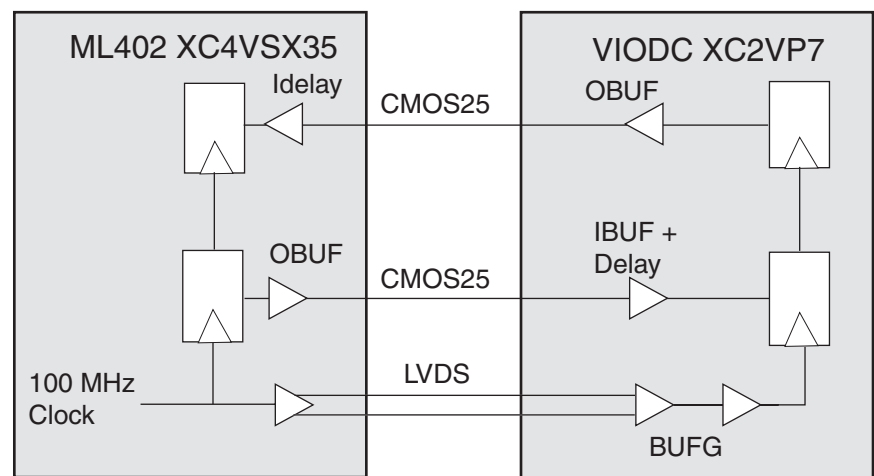 ML402 XC4VSX35
VIODC XC2VP7
Idelay
CMOS25
OBUF
OBUF
CMOS25
IBUF +
Delay
LVDS
100 MHz
Clock
BUFG